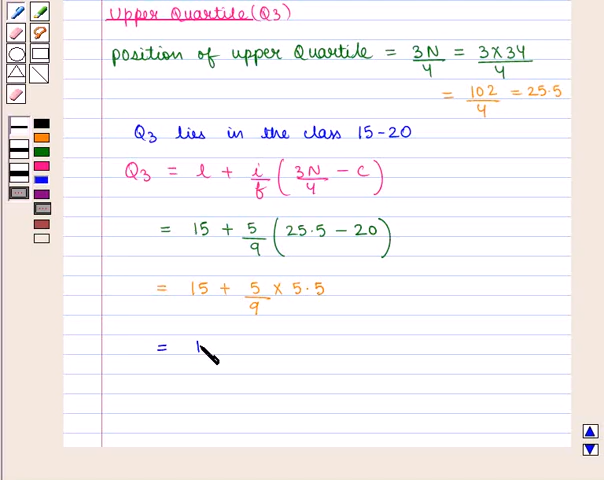 Upper Quartile (Q3)
position of upper Quartile = 3N/4 = 3×34/4
= 102/4 = 25.5
Q3 lies in the class 15-20
Q3 = l + i/f (3N/4 - C)
= 15 + 5/9 (25.5 - 20)
= 15 + 5/9 × 5.5
= 1